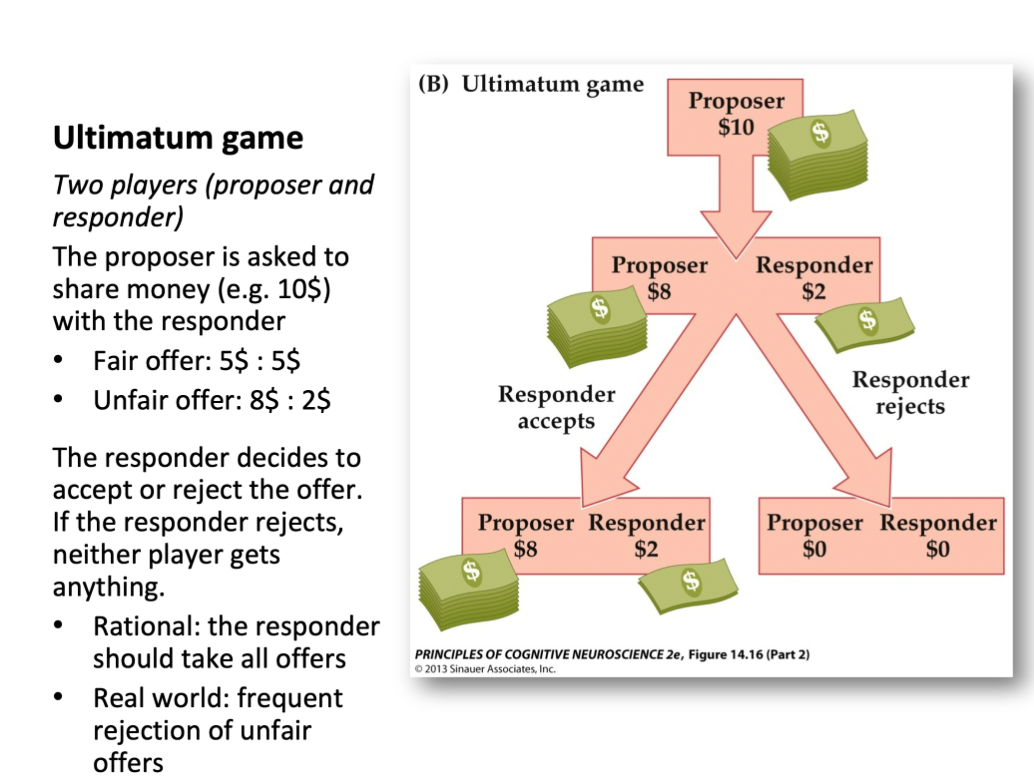 Ultimatum game
Two players (proposer and
responder)
The proposer is asked to
share money (e.g. 10$)
with the responder
• Fair offer: 5$ : 5$
• Unfair offer: 8$ : 2$
The responder decides to
accept or reject the offer.
If the responder rejects,
neither player gets
anything.
• Rational: the responder
should take all offers
• Real world: frequent
rejection of unfair
offers
(B) Ultimatum game
Proposer
$10
$
Proposer Responder
$8 $2
$ $
Responder
accepts
Responder
rejects
Proposer Responder
$8 $2
$ $
Proposer Responder
$0 $0
PRINCIPLES OF COGNITIVE NEUROSCIENCE 2e, Figure 14.16 (Part 2)
© 2013 Sinauer Associates, Inc.